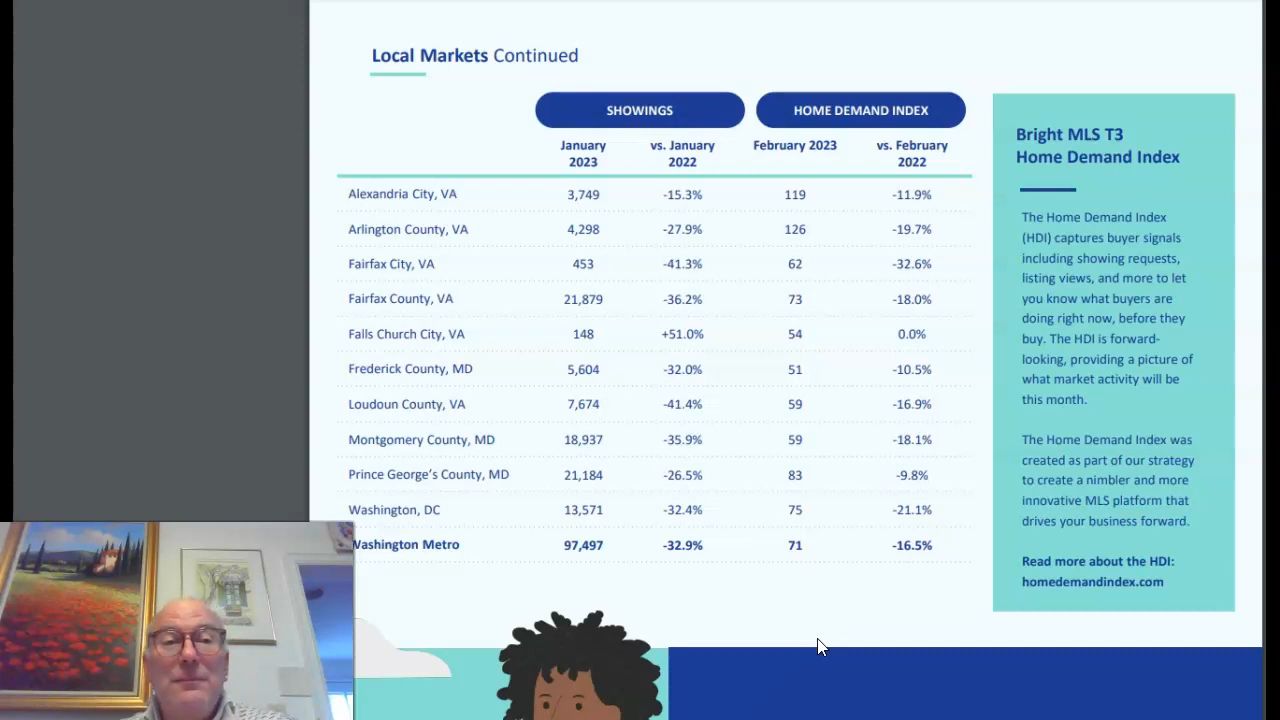 Local Markets Continued
SHOWINGS HOME DEMAND INDEX
January 2023 vs. January 2022 February 2023 vs. February 2022
Alexandria City, VA 3,749 -15.3% 119 -11.9%
Arlington County, VA 4,298 -27.9% 126 -19.7%
Fairfax City, VA 453 -41.3% 62 -32.6%
Fairfax County, VA 21,879 -36.2% 73 -18.0%
Falls Church City, VA 148 +51.0% 54 0.0%
Frederick County, MD 5,604 -32.0% 51 -10.5%
Loudoun County, VA 7,674 -41.4% 59 -16.9%
Montgomery County, MD 18,937 -35.9% 59 -18.1%
Prince George’s County, MD 21,184 -26.5% 83 -9.8%
Washington, DC 13,571 -32.4% 75 -21.1%
Washington Metro 97,497 -32.9% 71 -16.5%
Bright MLS T3
Home Demand Index
The Home Demand Index
(HDI) captures buyer signals
including showing requests,
listing views, and more to let
you know what buyers are
doing right now, before they
buy. The HDI is forward-
looking, providing a picture of
what market activity will be
this month.
The Home Demand Index was
created as part of our strategy
to create a nimbler and more
innovative MLS platform that
drives your business forward.
Read more about the HDI:
homedemandindex.com